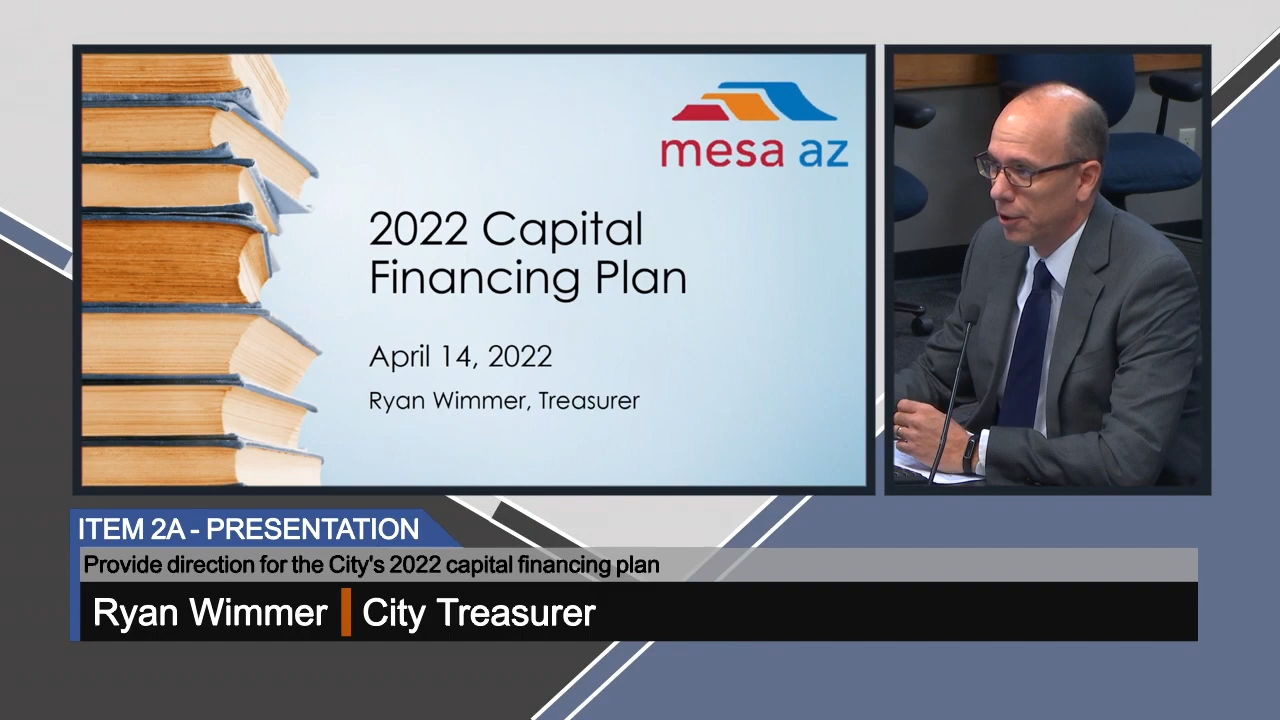 mesa az
2022 Capital
Financing Plan
April 14, 2022
Ryan Wimmer, Treasurer
ITEM 2A - PRESENTATION
Provide direction for the City's 2022 capital financing plan
Ryan Wimmer
City Treasurer